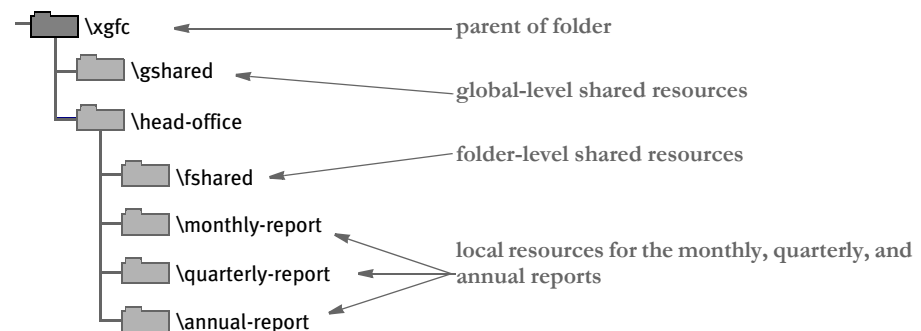 \xgfc
parent of folder
\gshared
global-level shared resources
\head-office
folder-level shared resources
\fshared
\monthly-report
local resources for the monthly, quarterly, and
annual reports
\quarterly-report
\annual-report